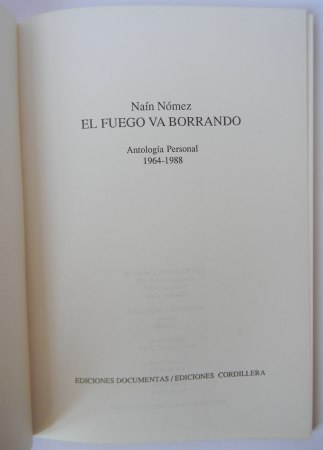 Naín Nómez
EL FUEGO VA BORRANDO
Antología Personal
1964-1988
EDICIONES DOCUMENTAS / EDICIONES CORDILLERA